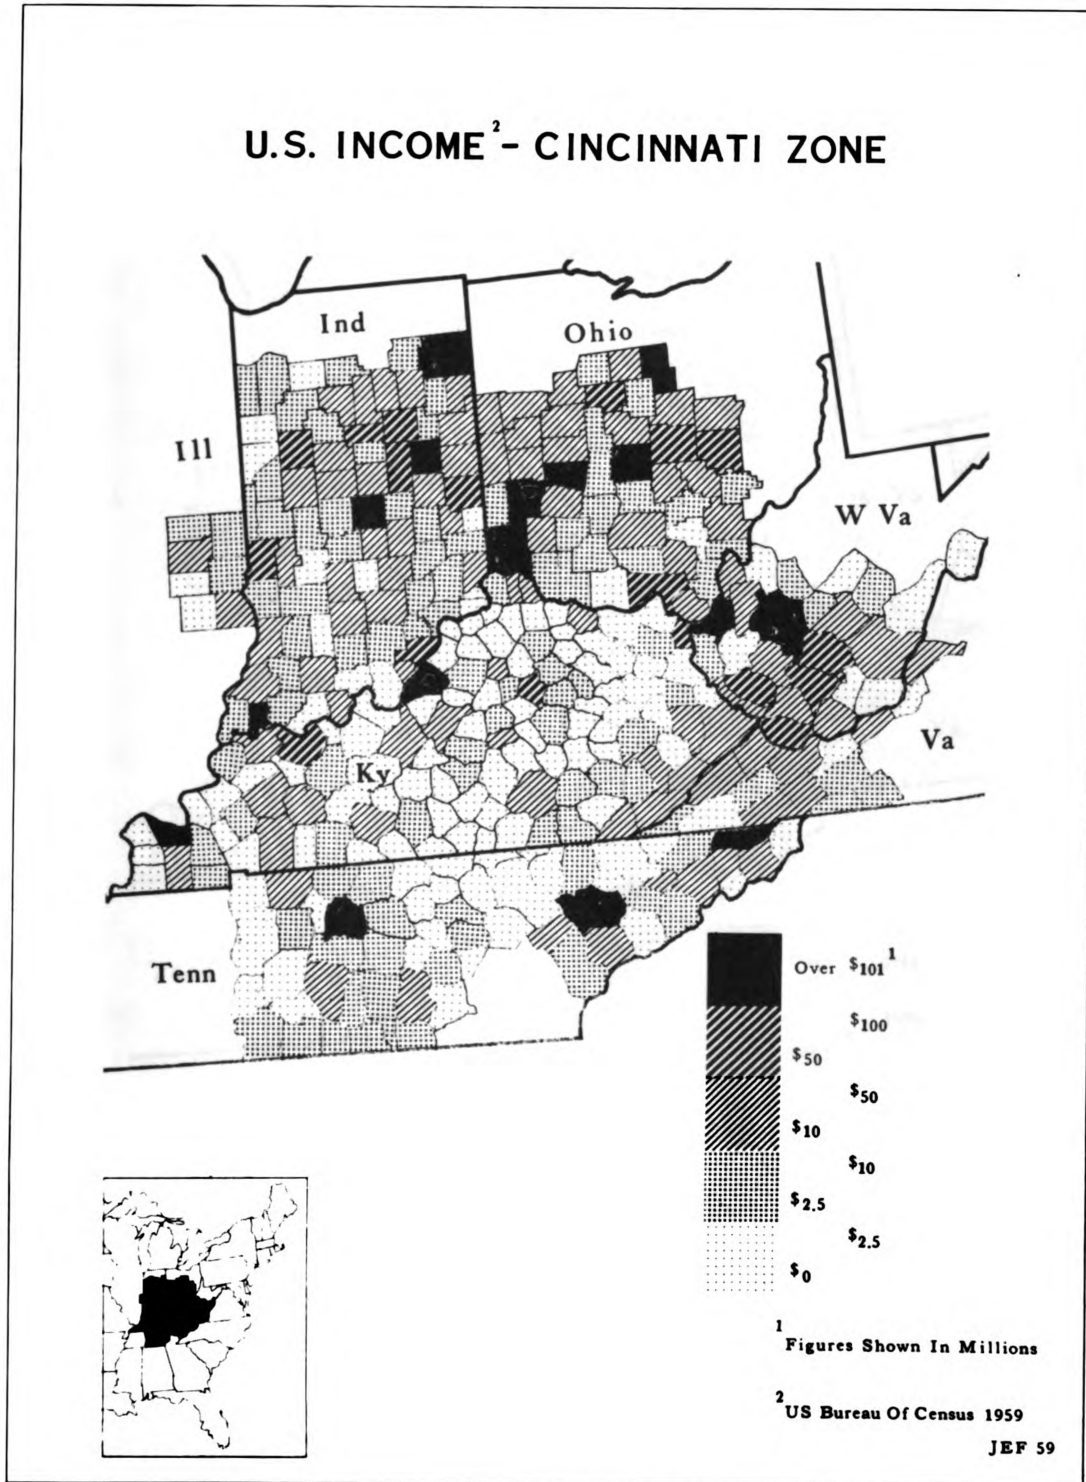 U.S. INCOME²- CINCINNATI ZONE
Ind
Ohio
Ill
W Va
Ky
Va
Tenn
Over $101¹
$100
$50
$50
$10
$10
$2.5
$2.5
$0
¹Figures Shown In Millions
²US Bureau Of Census 1959
JEF 59